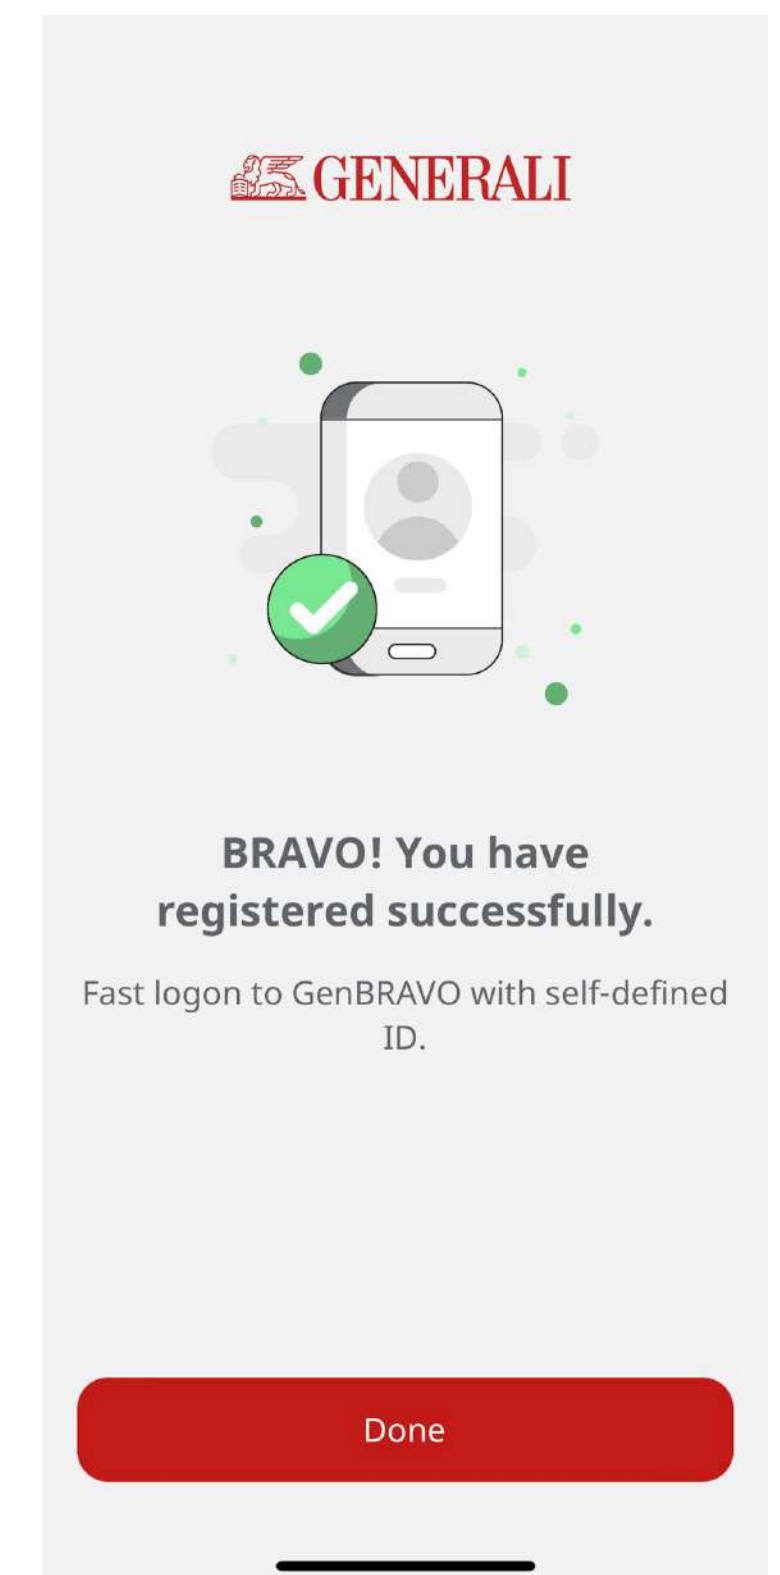 GENERALI
BRAVO! You have
registered successfully.
Fast logon to GenBRAVO with self-defined
ID.
Done